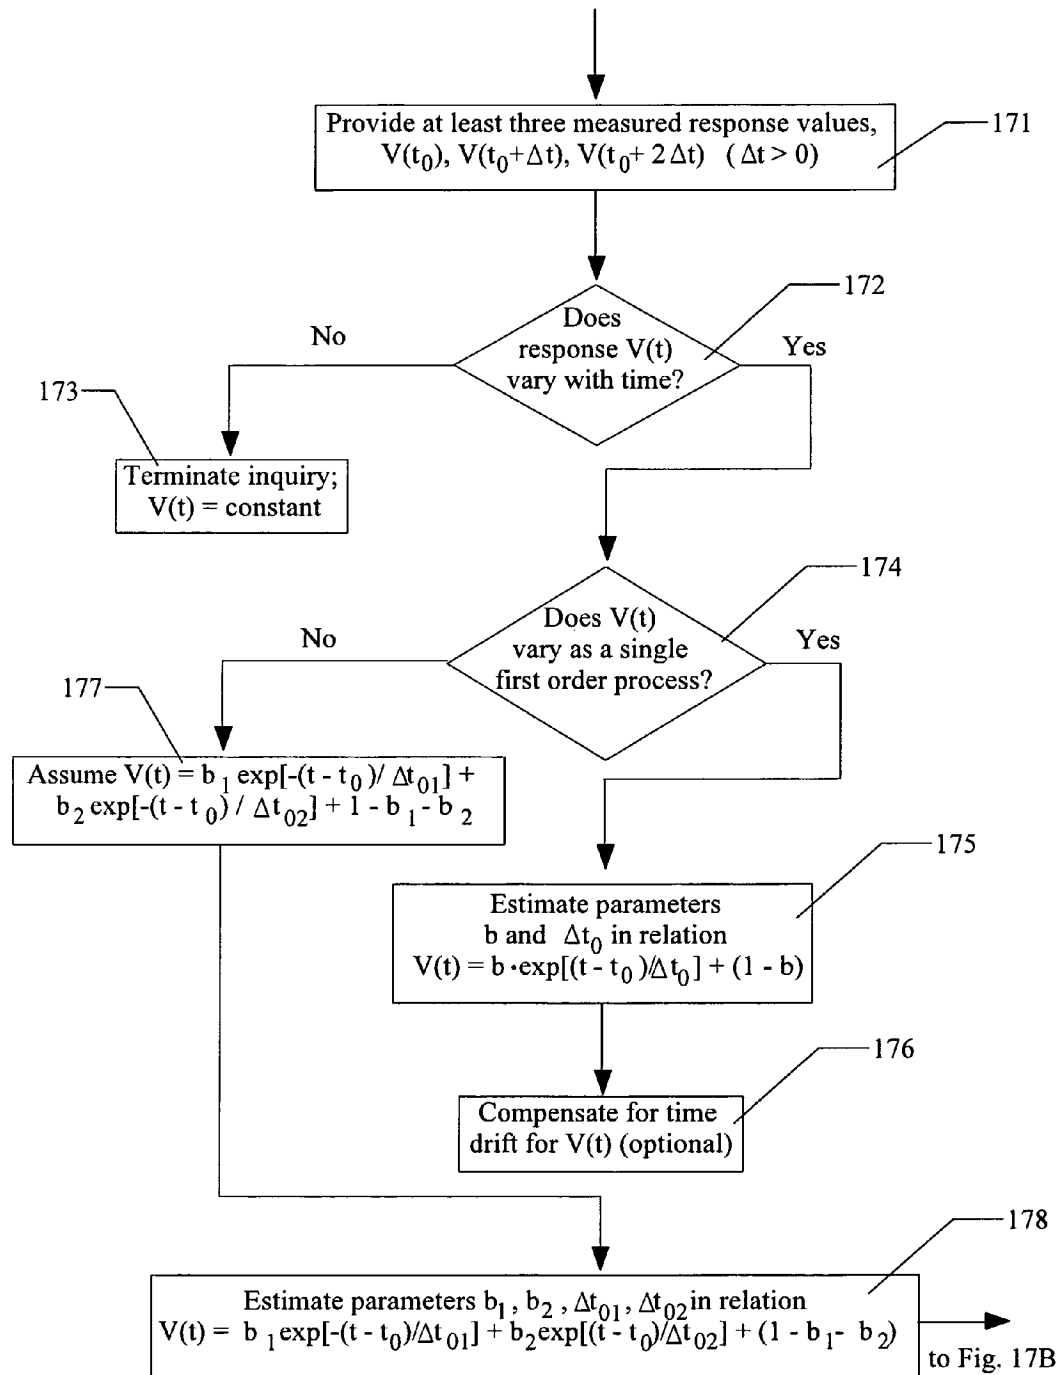 Provide at least three measured response values,
V(t₀), V(t₀+Δt), V(t₀+ 2 Δt) ( Δt > 0)
171
172
Does
response V(t)
vary with time?
No
Yes
173
Terminate inquiry;
V(t) = constant
174
Does V(t)
vary as a single
first order process?
No
Yes
177
Assume V(t) = b₁ exp[-(t - t₀)/ Δt₀₁] +
b₂ exp[-(t - t₀) / Δt₀₂] + 1 - b₁ - b₂
175
Estimate parameters
b and Δt₀ in relation
V(t) = b·exp[(t - t₀)/Δt₀] + (1 - b)
176
Compensate for time
drift for V(t) (optional)
178
Estimate parameters b₁, b₂, Δt₀₁, Δt₀₂ in relation
V(t) = b₁exp[-(t - t₀)/Δt₀₁] + b₂exp[(t - t₀)/Δt₀₂] + (1 - b₁- b₂)
to Fig. 17B